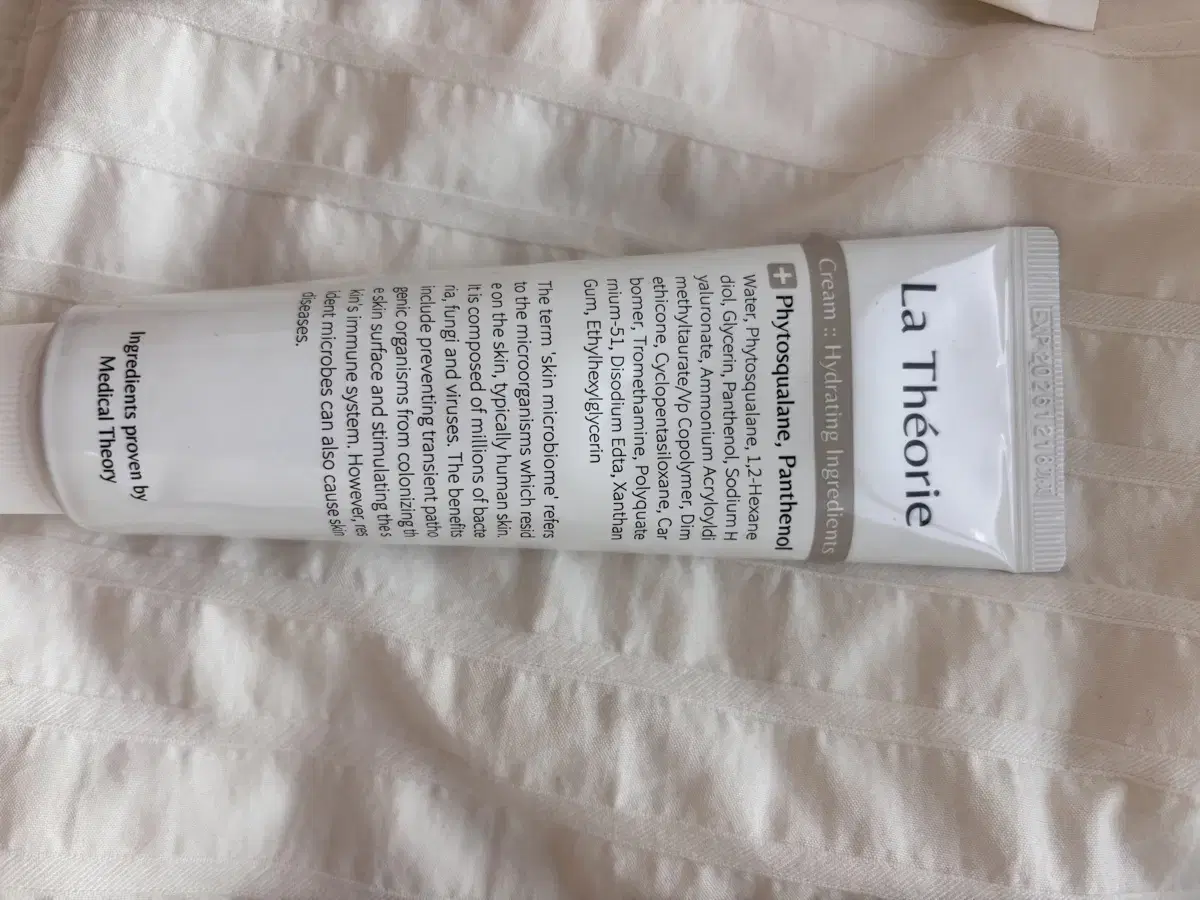 EXP 20261218
La Théorie
Cream :: Hydrating Ingredients
+ Phytosqualane, Panthenol
Water, Phytosqualane, 1,2-Hexane
diol, Glycerin, Panthenol, Sodium H
yaluronate, Ammonium Acryloyldi
methyltaurate/Vp Copolymer, Dim
ethicone, Cyclopentasiloxane, Car
bomer, Tromethamine, Polyquate
rnium-51, Disodium Edta, Xanthan
Gum, Ethylhexylglycerin
The term 'skin microbiome' refers
to the microorganisms which resid
e on the skin, typically human skin.
It is composed of millions of bacte
ria, fungi and viruses. The benefits
include preventing transient patho
genic organisms from colonizing th
e skin surface and stimulating the s
kin's immune system. However, res
ident microbes can also cause skin
diseases.
Ingredients proven by
Medical Theory